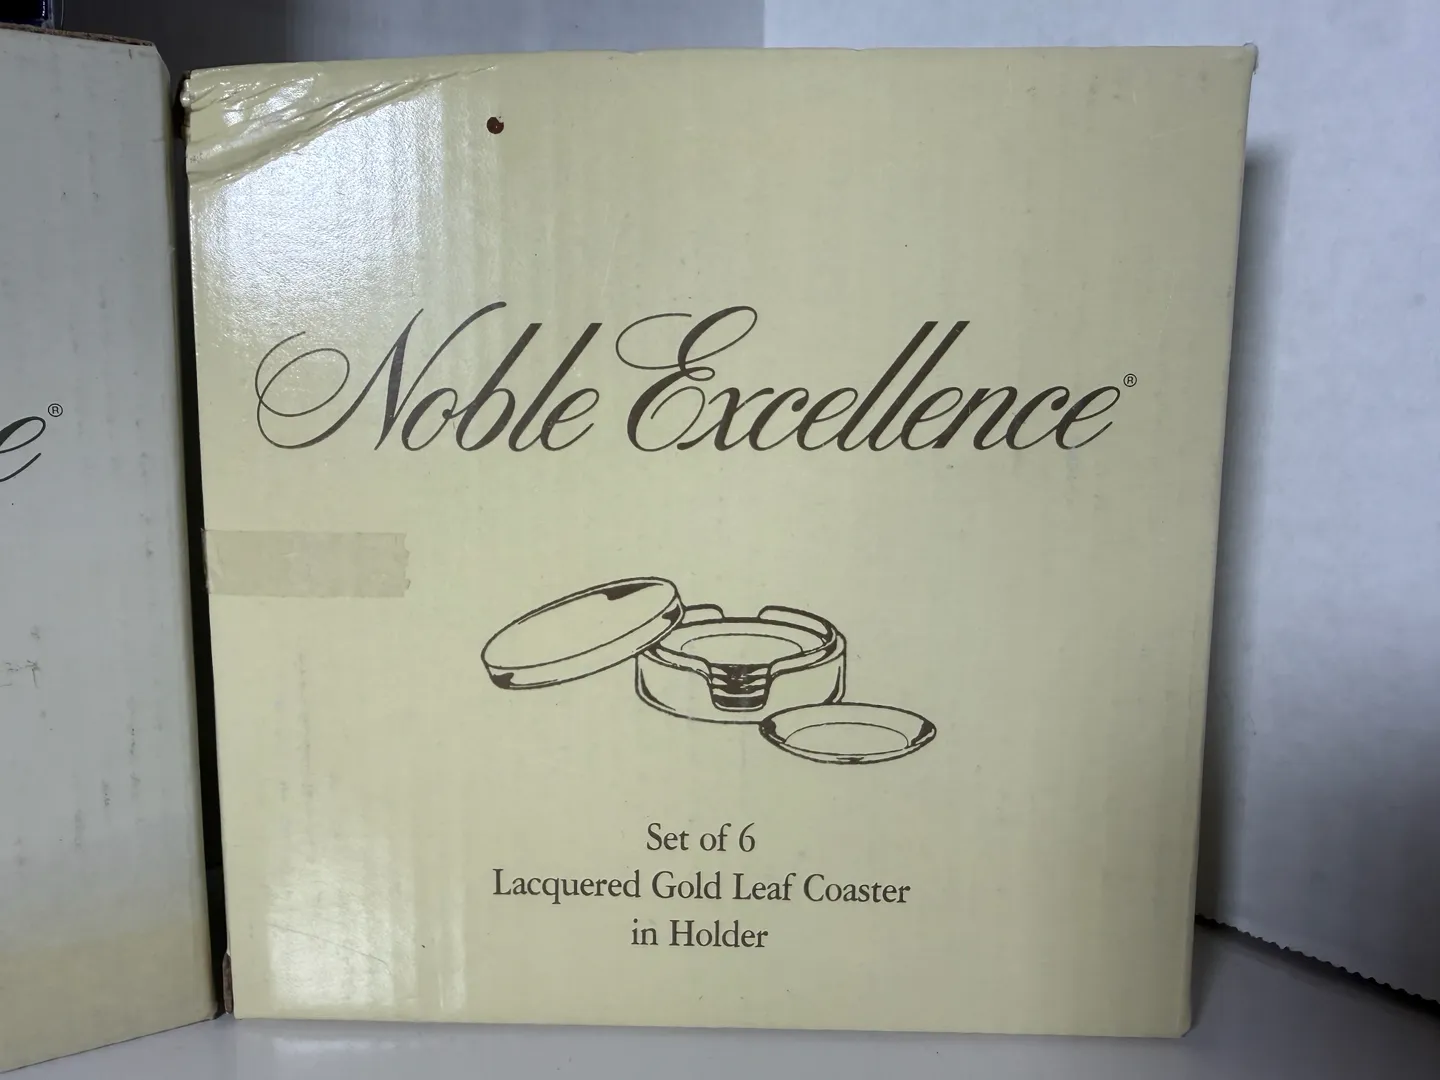 Noble Excellence®
Set of 6
Lacquered Gold Leaf Coaster
in Holder
e®